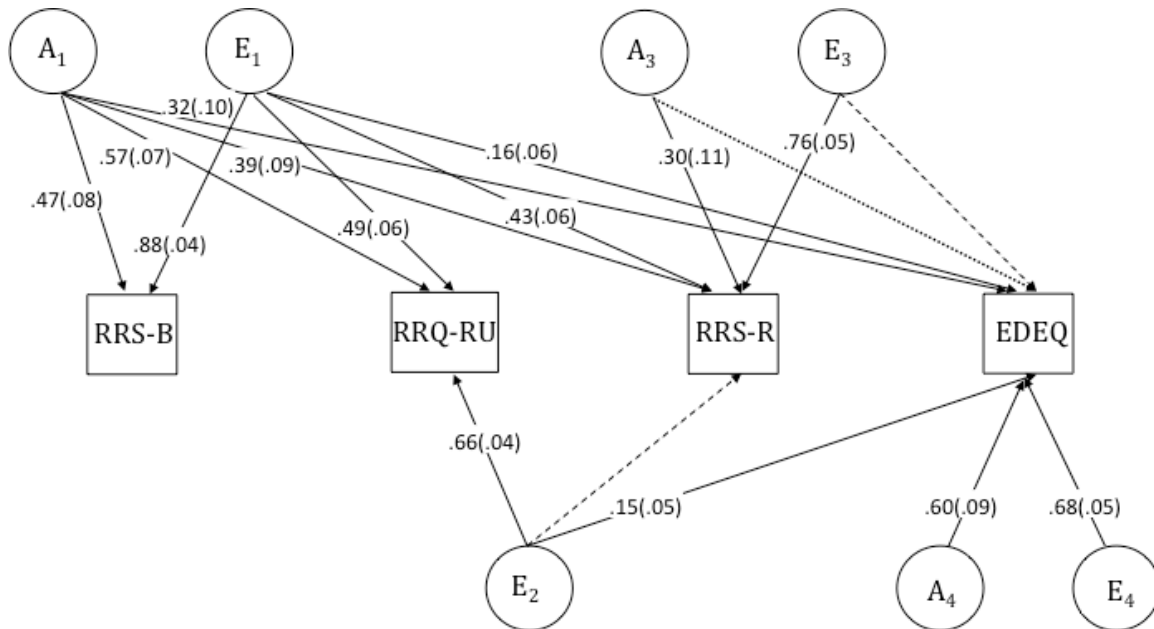 A1
E1
A3
E3
.32(.10)
.57(.07)
.39(.09)
.16(.06)
.30(.11)
.76(.05)
.47(.08)
.88(.04)
.49(.06)
.43(.06)
RRS-B
RRQ-RU
RRS-R
EDEQ
.66(.04)
.15(.05)
.60(.09)
.68(.05)
E2
A4
E4